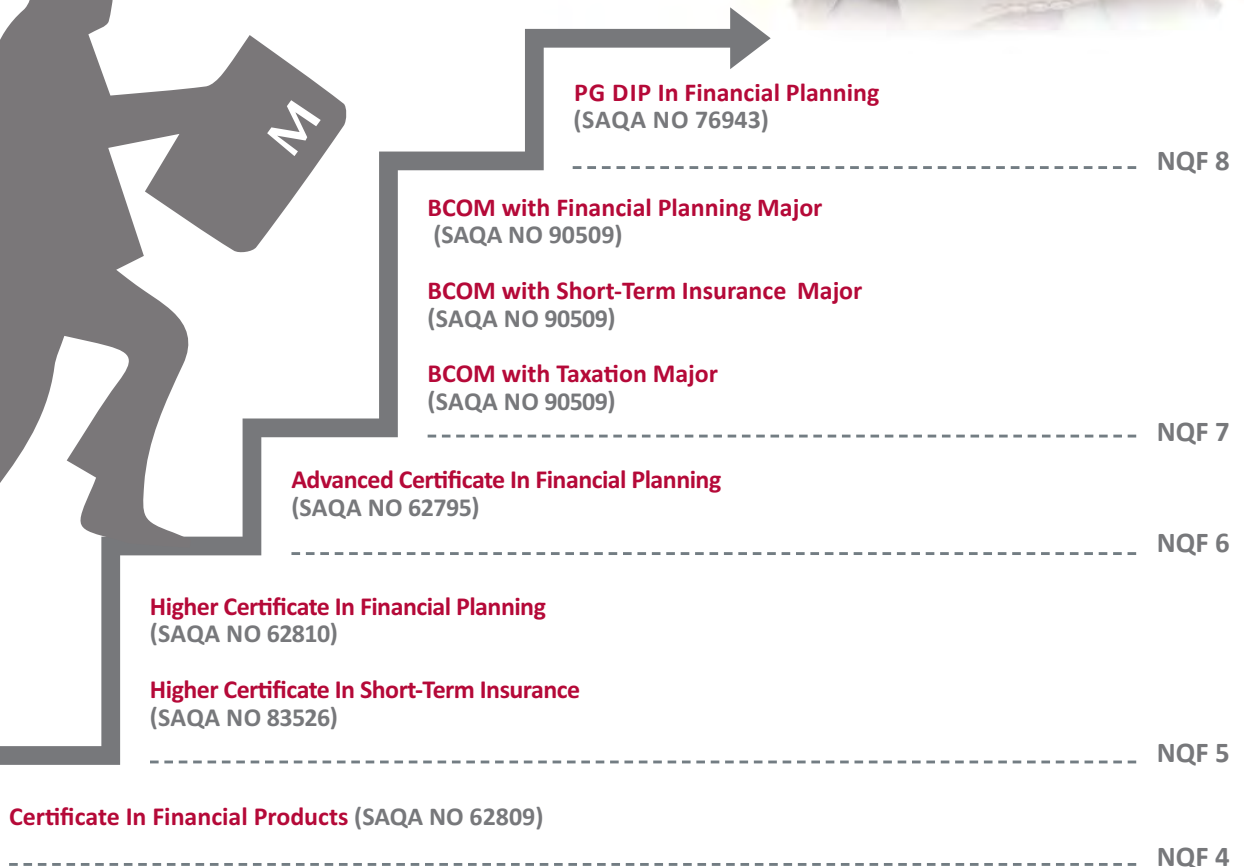 M
PG DIP In Financial Planning
(SAQA NO 76943)
NQF 8
BCOM with Financial Planning Major
(SAQA NO 90509)
BCOM with Short-Term Insurance Major
(SAQA NO 90509)
BCOM with Taxation Major
(SAQA NO 90509)
NQF 7
Advanced Certificate In Financial Planning
(SAQA NO 62795)
NQF 6
Higher Certificate In Financial Planning
(SAQA NO 62810)
Higher Certificate In Short-Term Insurance
(SAQA NO 83526)
NQF 5
Certificate In Financial Products (SAQA NO 62809)
NQF 4